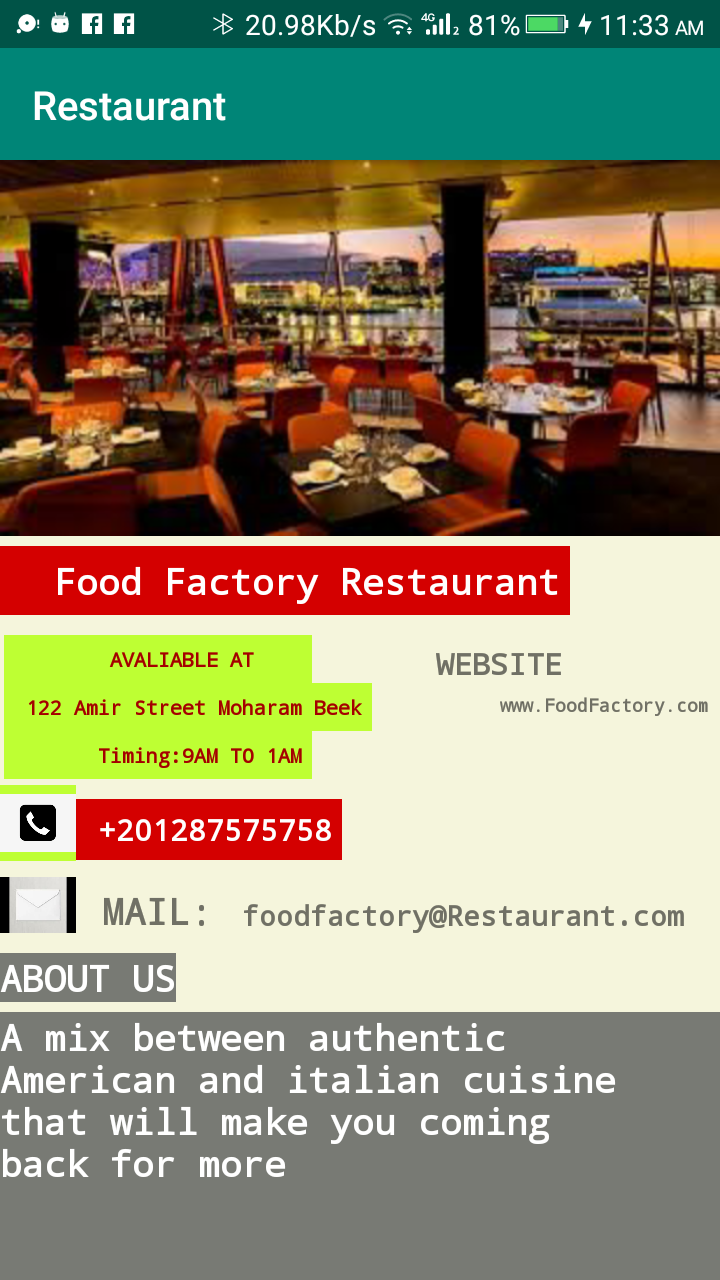 20.98Kb/s 4G 2 81% 11:33 AM
Restaurant
Food Factory Restaurant
AVALIABLE AT
122 Amir Street Moharam Beek
Timing:9AM TO 1AM
WEBSITE
www.FoodFactory.com
+201287575758
MAIL: foodfactory@Restaurant.com
ABOUT US
A mix between authentic
American and italian cuisine
that will make you coming
back for more